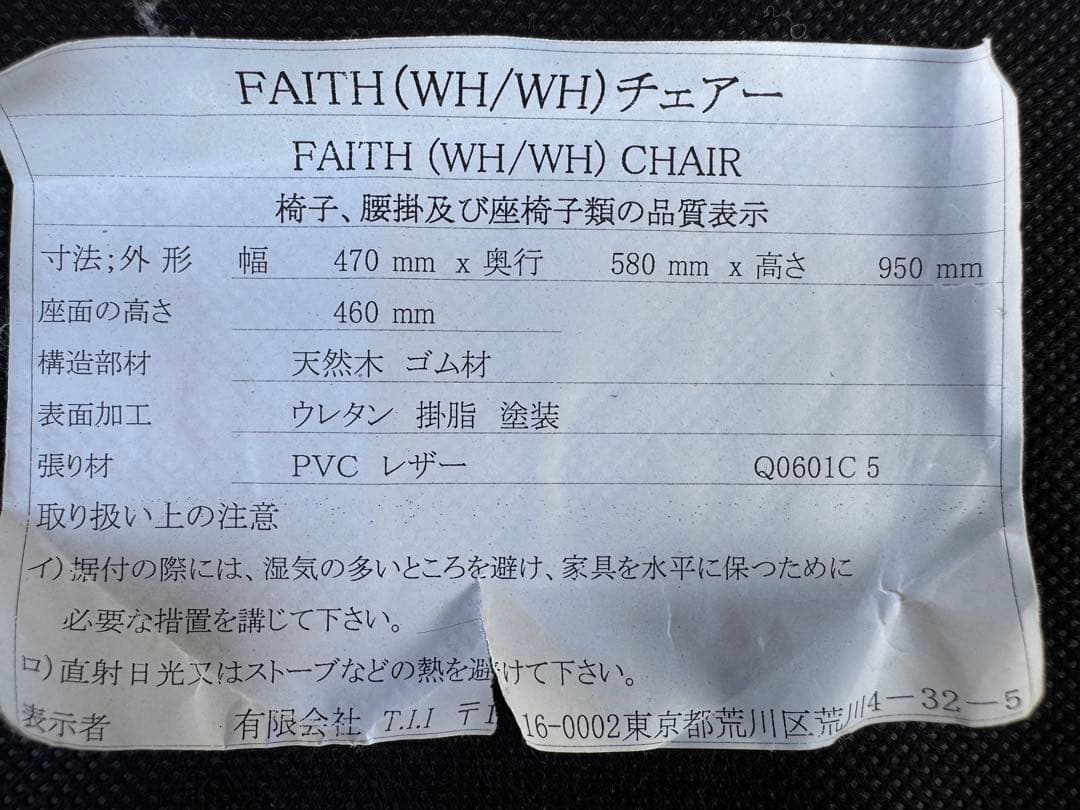 FAITH(WH/WH)チェアー
FAITH (WH/WH) CHAIR
椅子、腰掛及び座椅子類の品質表示
寸法;外 形 幅 470 mm x 奥行 580 mm x 高さ 950 mm
座面の高さ 460 mm
構造部材 天然木 ゴム材
表面加工 ウレタン 掛脂 塗装
張り材 PVC レザー Q0601C 5
取り扱い上の注意
イ)据付の際には、湿気の多いところを避け、家具を水平に保つために
必要な措置を講じて下さい。
ロ)直射日光又はストーブなどの熱を避けて下さい。
表示者 有限会社 T.I.I 〒116-0002東京都荒川区荒川4-32-5